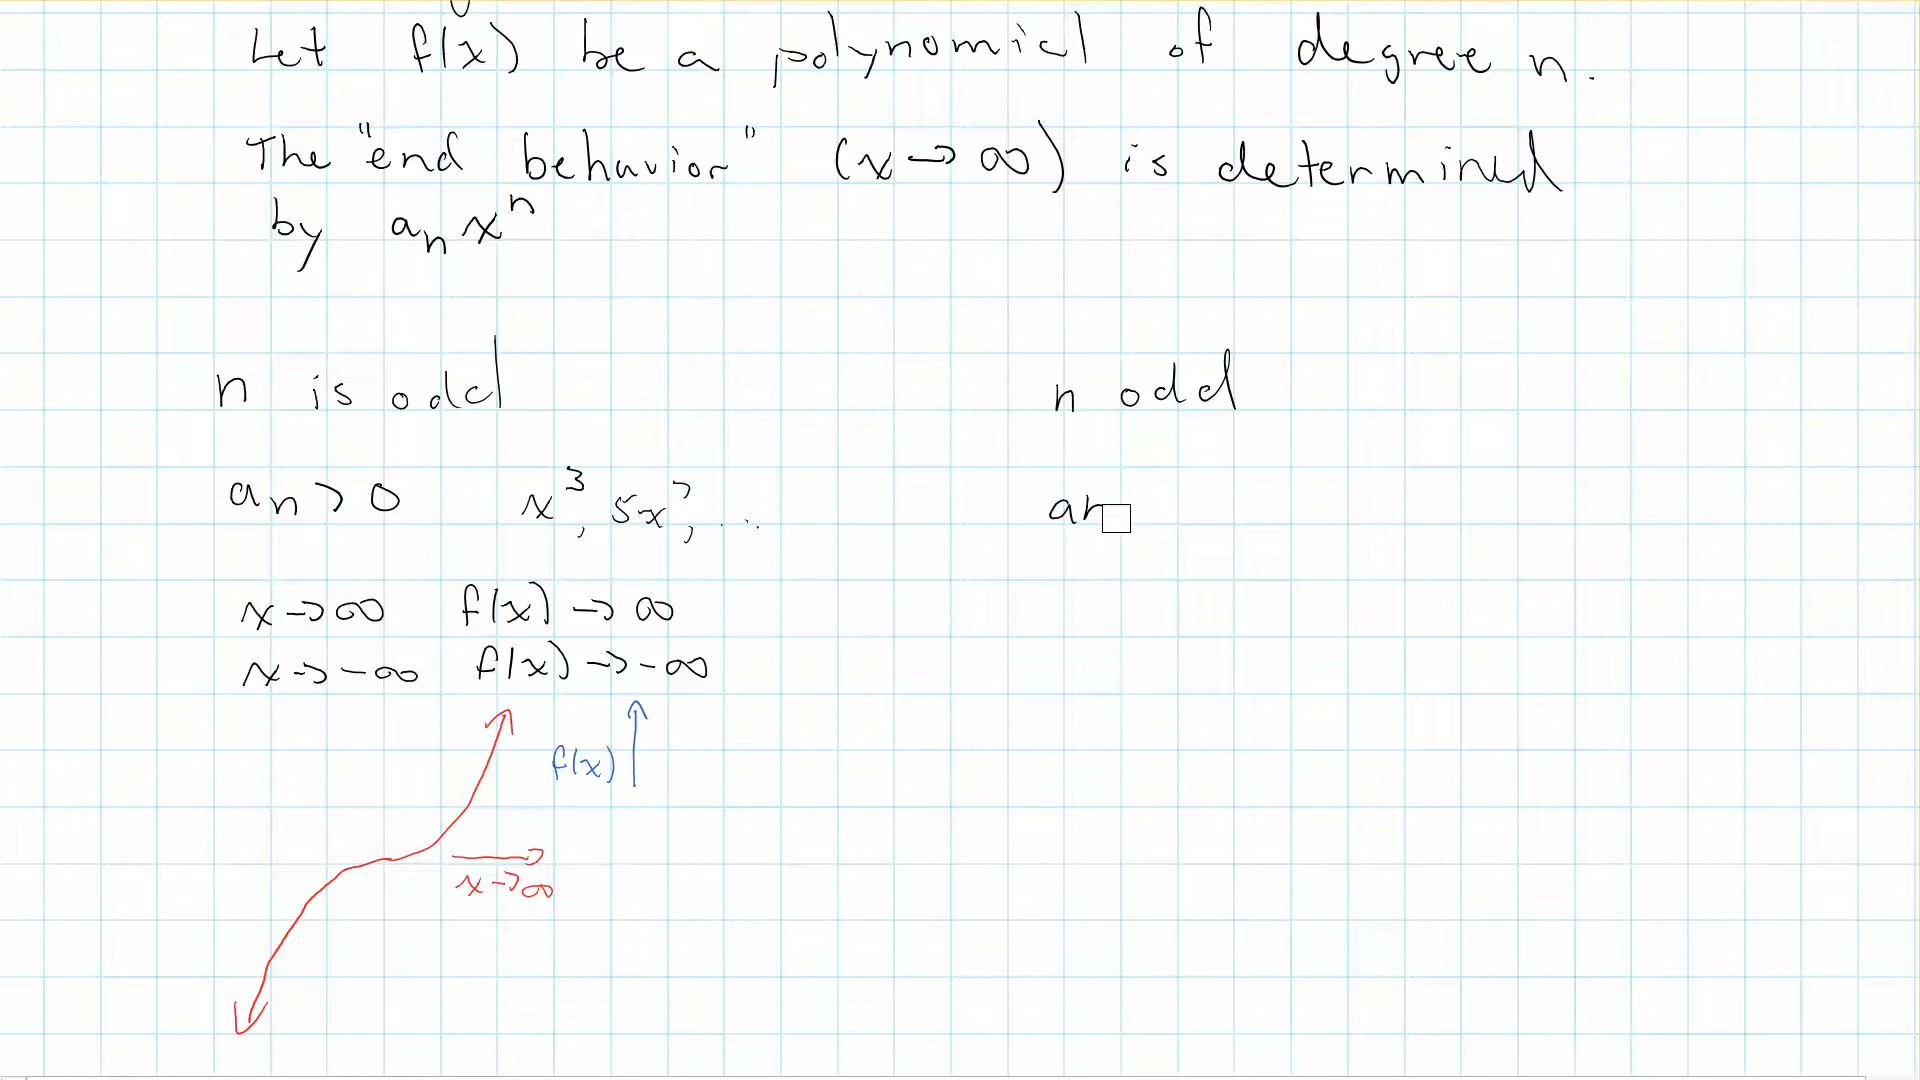 Let f(x) be a polynomial of degree n.
The "end behavior" (x → ∞) is determined
by aₙxⁿ
n is odd
n odd
aₙ > 0 x³, 5x⁷, ...
an
x → ∞ f(x) → ∞
x → -∞ f(x) → -∞
f(x)
x → ∞